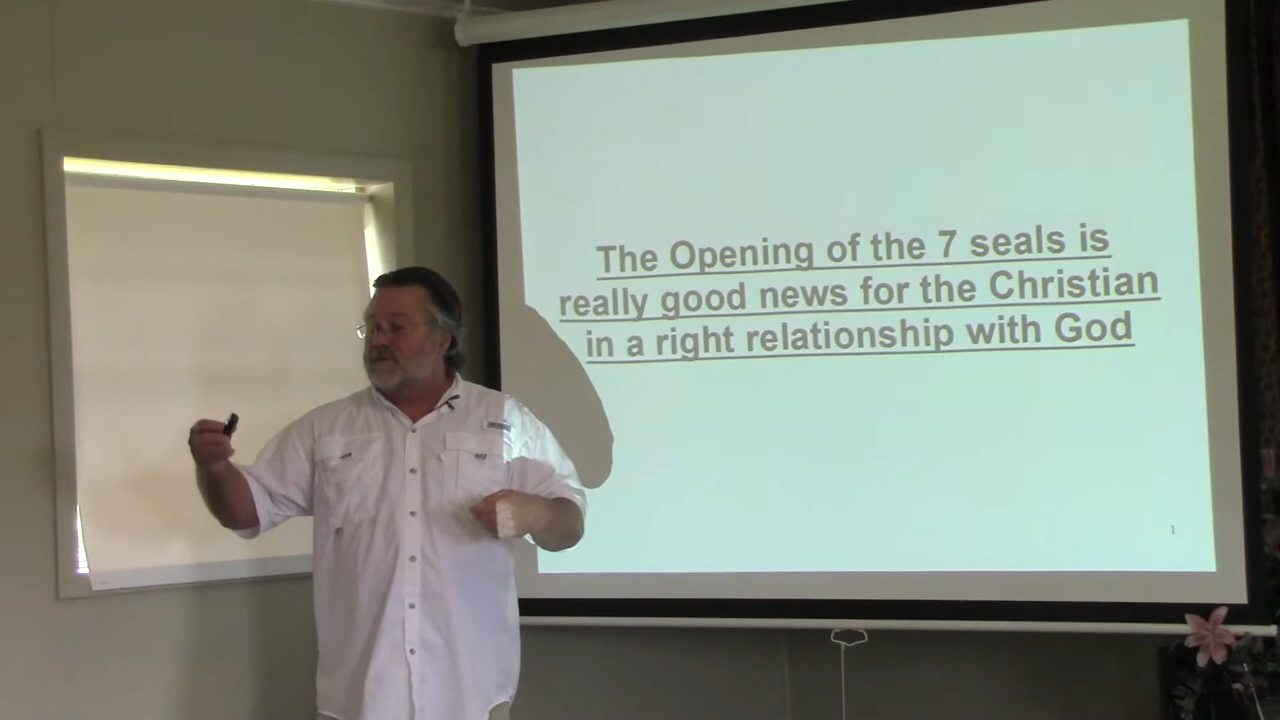 The Opening of the 7 seals is
really good news for the Christian
in a right relationship with God
1